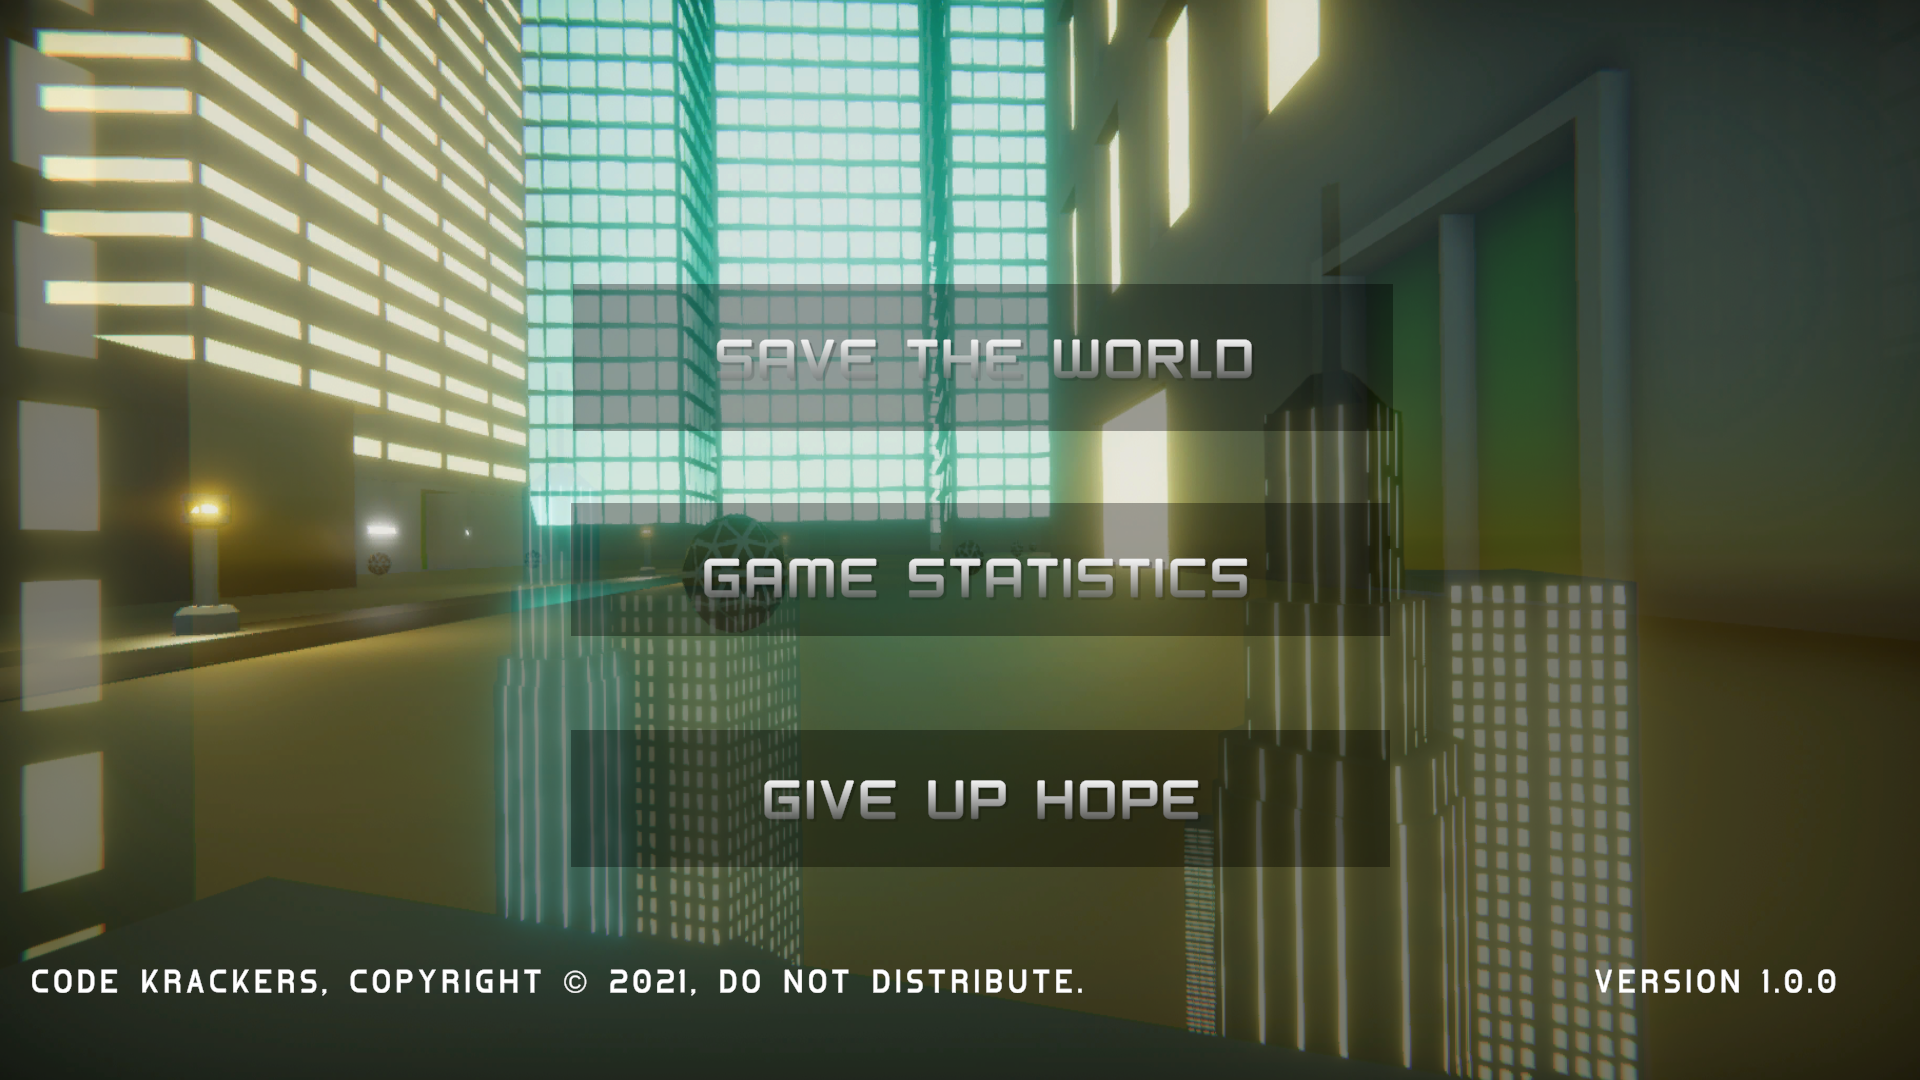 SAVE THE WORLD
GAME STATISTICS
GIVE UP HOPE
CODE KRACKERS, COPYRIGHT © 2021, DO NOT DISTRIBUTE.
VERSION 1.0.0